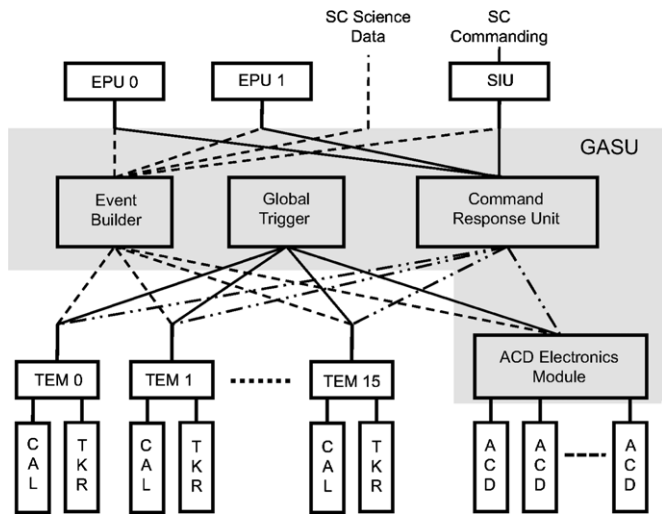 SC Science
Data
SC
Commanding
EPU 0
EPU 1
SIU
GASU
Event
Builder
Global
Trigger
Command
Response Unit
TEM 0
TEM 1
TEM 15
ACD Electronics
Module
C
A
L
T
K
R
C
A
L
T
K
R
C
A
L
T
K
R
A
C
D
A
C
D
A
C
D